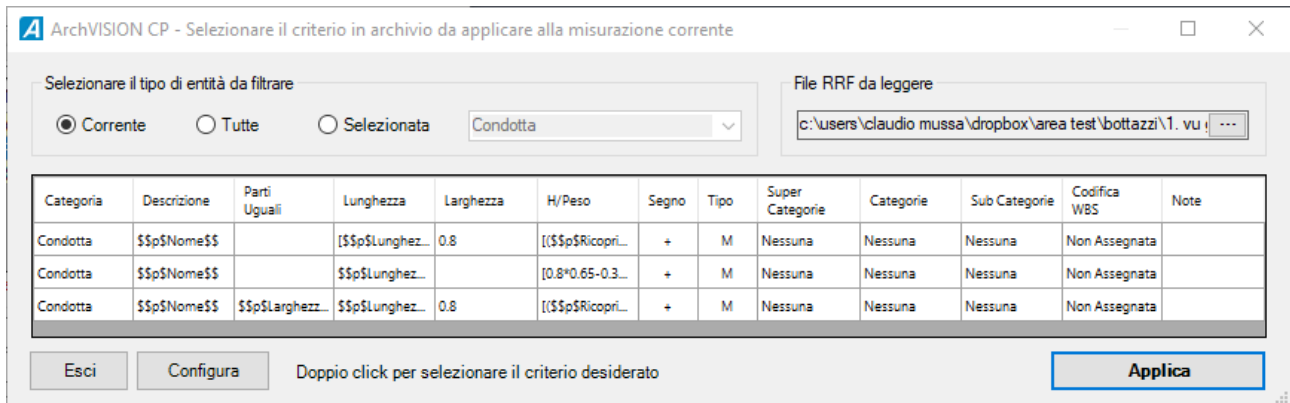 ArchVISION CP - Selezionare il criterio in archivio da applicare alla misurazione corrente
Selezionare il tipo di entità da filtrare
File RRF da leggere
Corrente Tutte Selezionata Condotta
c:\users\claudio mussa\dropbox\area test\bottazzi\1. vu ...
Categoria Descrizione Parti Uguali Lunghezza Larghezza H/Peso Segno Tipo Super Categorie Categorie Sub Categorie Codifica WBS Note
Condotta $$p$Nome$$ [$$p$Lunghez... 0.8 [($$p$Ricopri... + M Nessuna Nessuna Nessuna Non Assegnata
Condotta $$p$Nome$$ $$p$Lunghez... [0.8*0.65-0.3... + M Nessuna Nessuna Nessuna Non Assegnata
Condotta $$p$Nome$$ $$p$Larghezz... $$p$Lunghez... 0.8 [($$p$Ricopri... + M Nessuna Nessuna Nessuna Non Assegnata
Esci Configura Doppio click per selezionare il criterio desiderato Applica